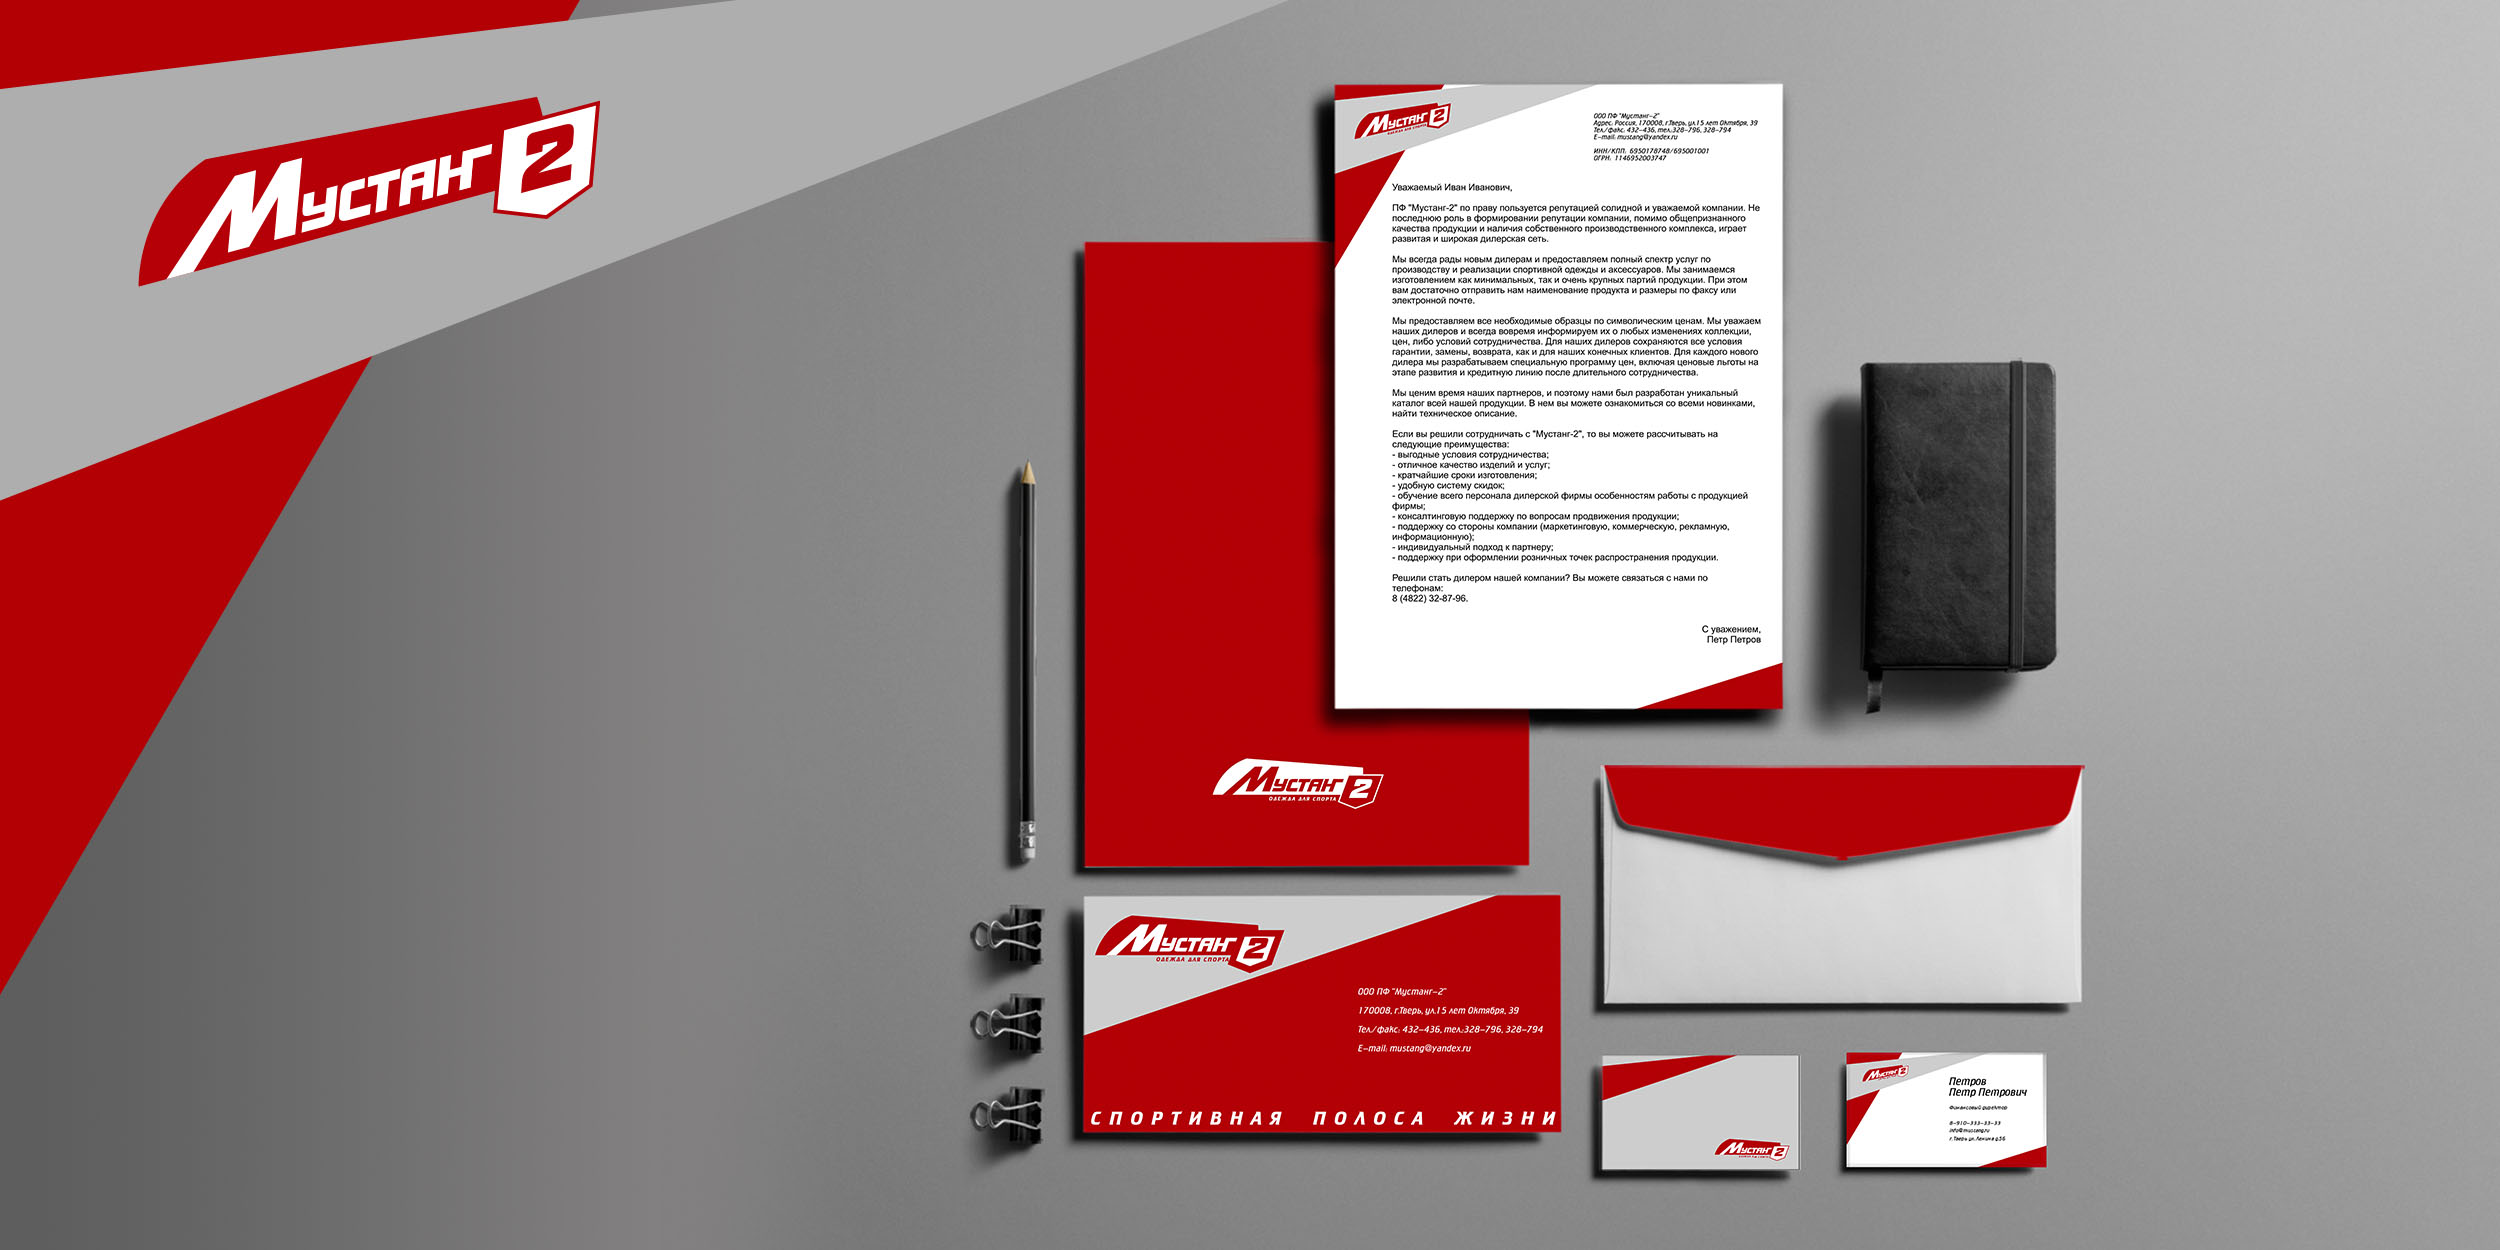 Мустанг 2
Мустанг 2
одежда для спорта
ООО ПФ "Мустанг-2"
Адрес: Россия, 170008, г.Тверь, ул.15 лет Октября, 39
Тел./факс: 432-436, тел.:328-796, 328-794
E-mail: mustang@yandex.ru
ИНН/КПП: 6950178748/695001001
ОГРН: 1146952003747
Уважаемый Иван Иванович,
ПФ "Мустанг-2" по праву пользуется репутацией солидной и уважаемой компании. Не
последнюю роль в формировании репутации компании, помимо общепризнанного
качества продукции и наличия собственного производственного комплекса, играет
развитая и широкая дилерская сеть.
Мы всегда рады новым дилерам и предоставляем полный спектр услуг по
производству и реализации спортивной одежды и аксессуаров. Мы занимаемся
изготовлением как минимальных, так и очень крупных партий продукции. При этом
вам достаточно отправить нам наименование продукта и размеры по факсу или
электронной почте.
Мы предоставляем все необходимые образцы по символическим ценам. Мы уважаем
наших дилеров и всегда вовремя информируем их о любых изменениях коллекции,
цен, либо условий сотрудничества. Для наших дилеров сохраняются все условия
гарантии, замены, возврата, как и для наших конечных клиентов. Для каждого нового
дилера мы разрабатываем специальную программу цен, включая ценовые льготы на
этапе развития и кредитную линию после длительного сотрудничества.
Мы ценим время наших партнеров, и поэтому нами был разработан уникальный
каталог всей нашей продукции. В нем вы можете ознакомиться со всеми новинками,
найти техническое описание.
Если вы решили сотрудничать с "Мустанг-2", то вы можете рассчитывать на
следующие преимущества:
- выгодные условия сотрудничества;
- отличное качество изделий и услуг;
- кратчайшие сроки изготовления;
- удобную систему скидок;
- обучение всего персонала дилерской фирмы особенностям работы с продукцией
фирмы;
- консалтинговую поддержку по вопросам продвижения продукции;
- поддержку со стороны компании (маркетинговую, коммерческую, рекламную,
информационную);
- индивидуальный подход к партнеру;
- поддержку при оформлении розничных точек распространения продукции.
Решили стать дилером нашей компании? Вы можете связаться с нами по
телефонам:
8 (4822) 32-87-96.
С уважением,
Петр Петров
Мустанг 2
одежда для спорта
Мустанг 2
одежда для спорта
ООО ПФ "Мустанг-2"
170008, г.Тверь, ул.15 лет Октября, 39
Тел./факс: 432-436, тел.:328-796, 328-794
E-mail: mustang@yandex.ru
СПОРТИВНАЯ ПОЛОСА ЖИЗНИ
Мустанг 2
Мустанг 2
Петров
Петр Петрович
Финансовый директор
8-910-333-33-33
info@mustang.ru
г.Тверь ул.Ленина д.56